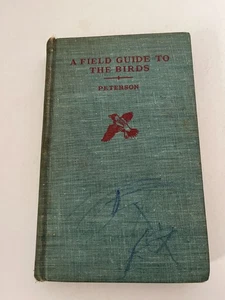 A FIELD GUIDE TO
THE BIRDS
PETERSON